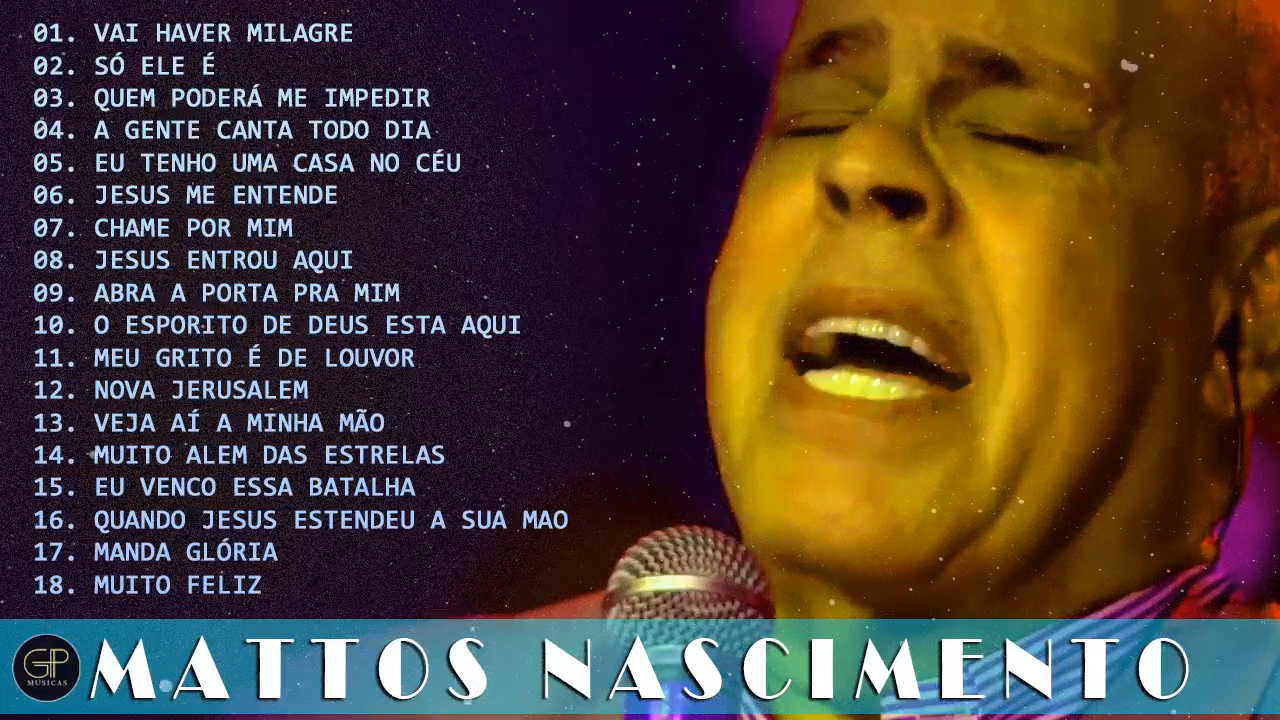 01. VAI HAVER MILAGRE
02. SÓ ELE É
03. QUEM PODERÁ ME IMPEDIR
04. A GENTE CANTA TODO DIA
05. EU TENHO UMA CASA NO CÉU
06. JESUS ME ENTENDE
07. CHAME POR MIM
08. JESUS ENTROU AQUI
09. ABRA A PORTA PRA MIM
10. O ESPORITO DE DEUS ESTA AQUI
11. MEU GRITO É DE LOUVOR
12. NOVA JERUSALEM
13. VEJA AÍ A MINHA MÃO
14. MUITO ALEM DAS ESTRELAS
15. EU VENCO ESSA BATALHA
16. QUANDO JESUS ESTENDEU A SUA MAO
17. MANDA GLÓRIA
18. MUITO FELIZ
GP
MÚSICAS
MATTOS NASCIMENTO